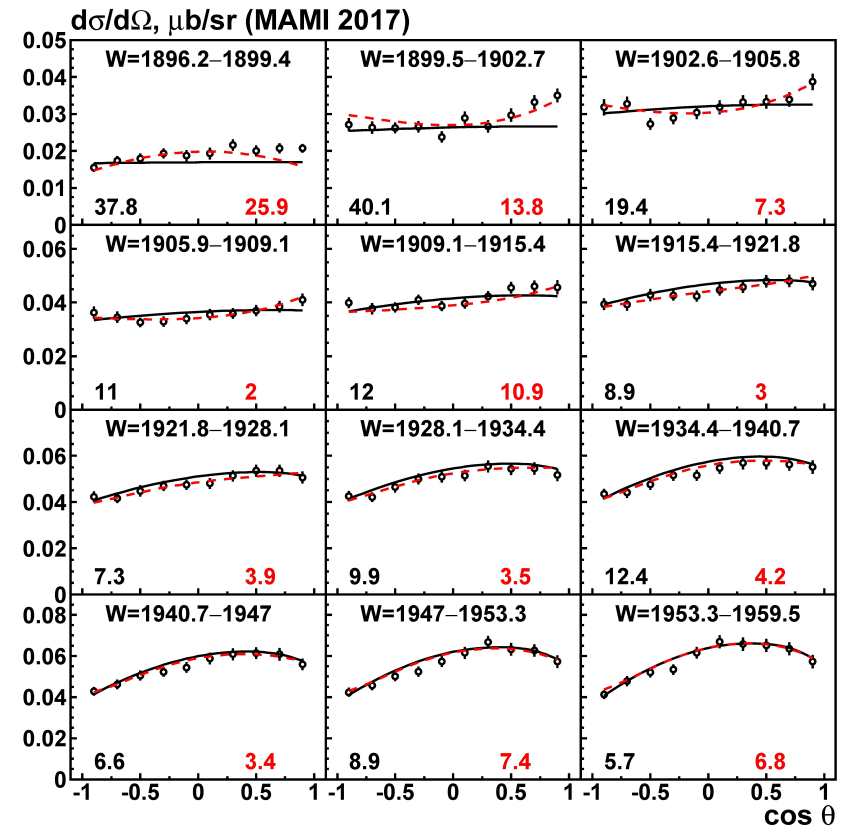 dσ/dΩ, μb/sr (MAMI 2017)
0.05
0.04
0.03
0.02
0.01
0
W=1896.2–1899.4
37.8 25.9
W=1899.5–1902.7
40.1 13.8
W=1902.6–1905.8
19.4 7.3
0.06
0.04
0.02
0
W=1905.9–1909.1
11 2
W=1909.1–1915.4
12 10.9
W=1915.4–1921.8
8.9 3
0.06
0.04
0.02
0
W=1921.8–1928.1
7.3 3.9
W=1928.1–1934.4
9.9 3.5
W=1934.4–1940.7
12.4 4.2
0.08
0.06
0.04
0.02
0
W=1940.7–1947
6.6 3.4
W=1947–1953.3
8.9 7.4
W=1953.3–1959.5
5.7 6.8
-1 -0.5 0 0.5 1 -1 -0.5 0 0.5 1 -1 -0.5 0 0.5 1
cos θ